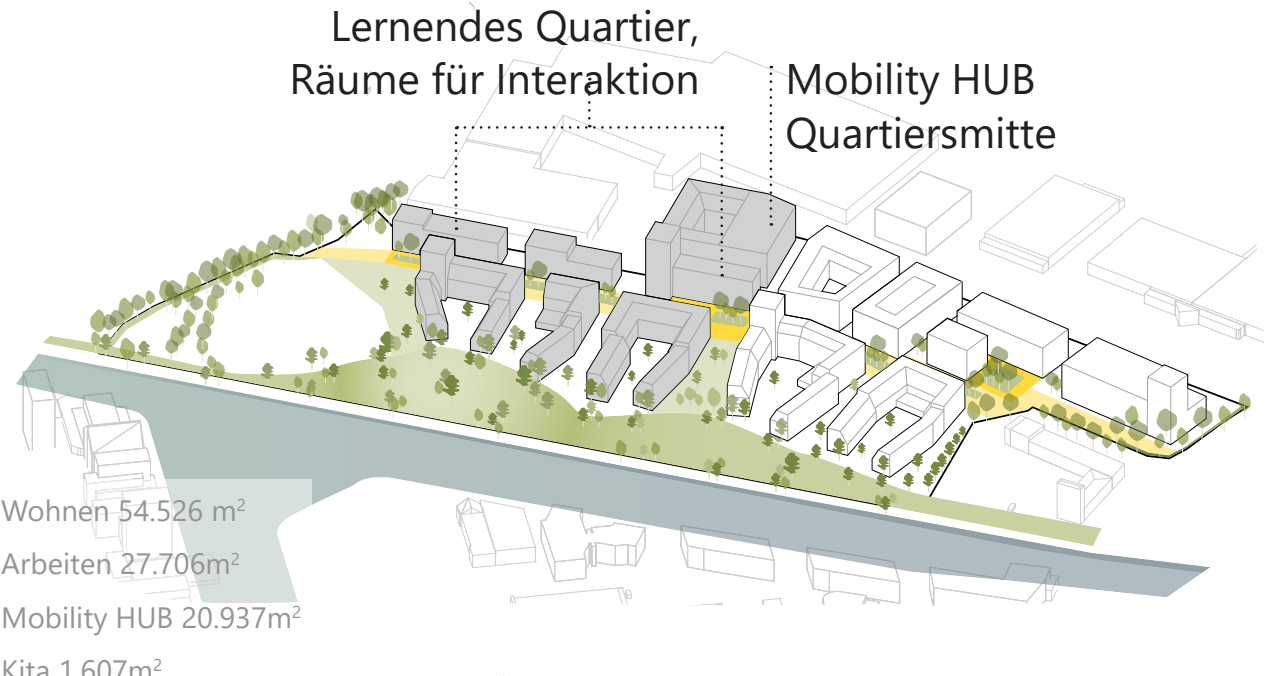 Lernendes Quartier,
Räume für Interaktion
Mobility HUB
Quartiersmitte
Wohnen 54.526 m²
Arbeiten 27.706m²
Mobility HUB 20.937m²
Kita 1.607m²